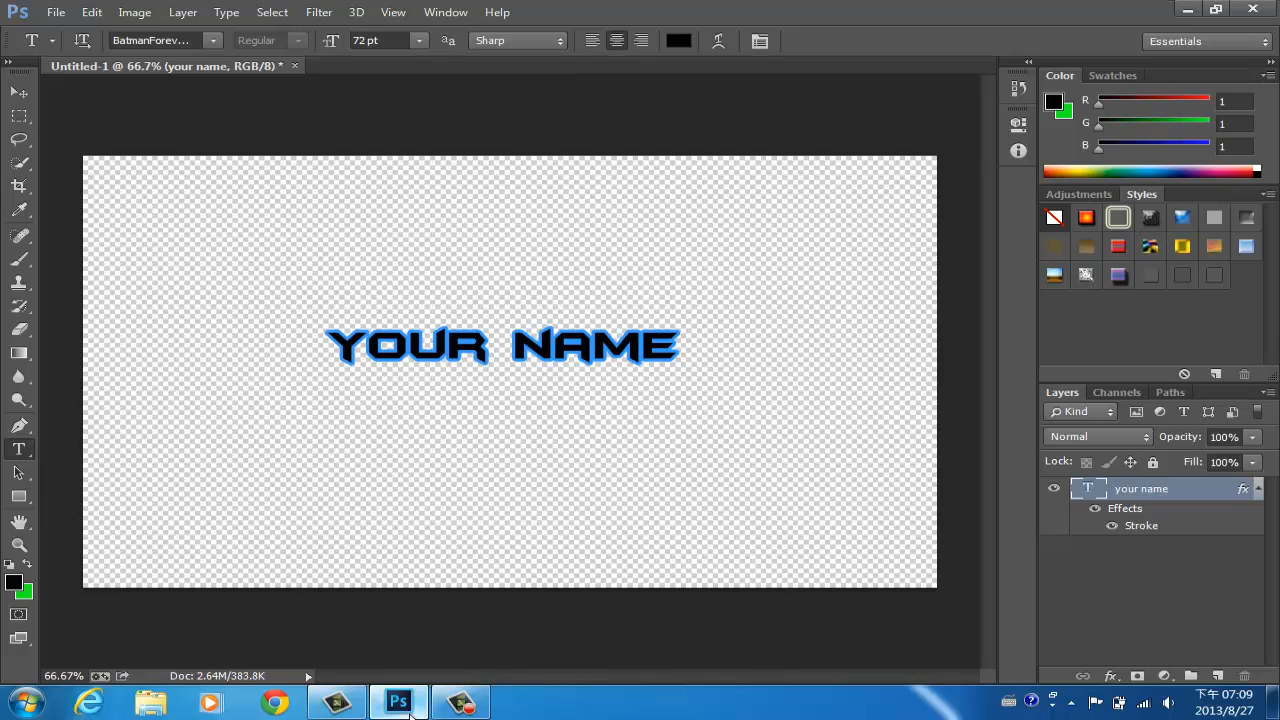 Ps File Edit Image Layer Type Select Filter 3D View Window Help
T BatmanForev... Regular 72 pt aa Sharp Essentials
Untitled-1 @ 66.7% (your name, RGB/8) * ×
Color Swatches
R 1
G 1
B 1
Adjustments Styles
YOUR NAME
Layers Channels Paths
Kind
Normal Opacity: 100%
Lock: Fill: 100%
T your name fx
Effects
Stroke
66.67% Doc: 2.64M/383.8K
Ps
下午 07:09
2013/8/27